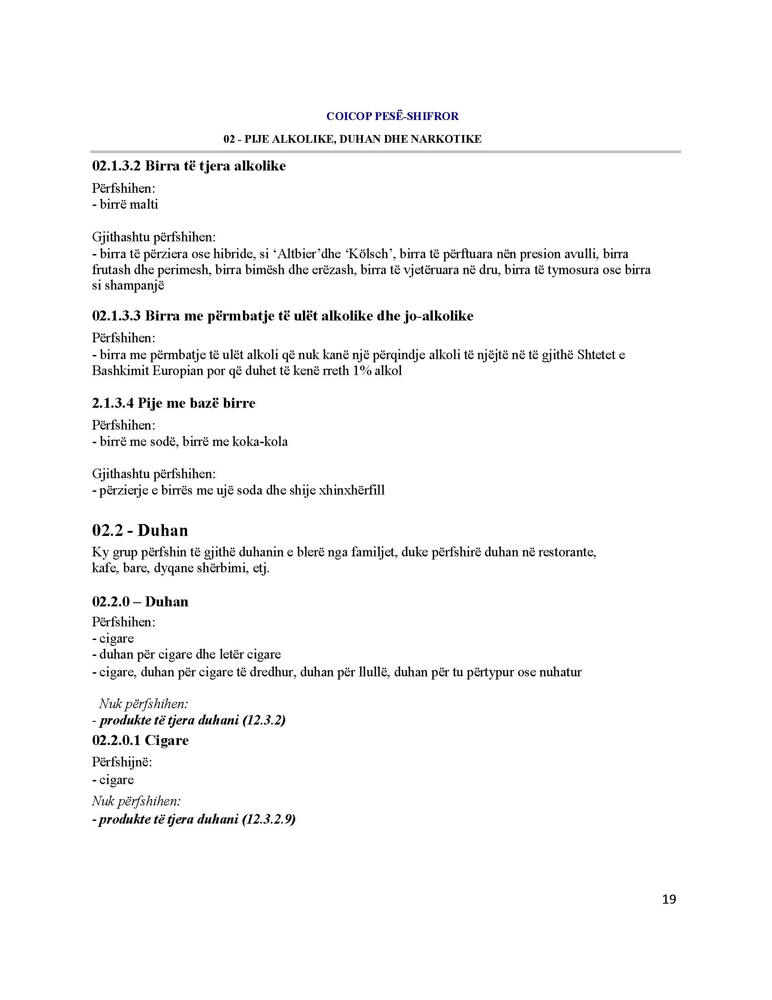 COICOP PESË-SHIFROR
02 - PIJE ALKOLIKE, DUHAN DHE NARKOTIKE
02.1.3.2 Birra të tjera alkolike
Përfshihen:
- birrë malti
Gjithashtu përfshihen:
- birra të përziera ose hibride, si ‘Altbier’dhe ‘Kölsch’, birra të përftuara nën presion avulli, birra
frutash dhe perimesh, birra bimësh dhe erëzash, birra të vjetëruara në dru, birra të tymosura ose birra
si shampanjë
02.1.3.3 Birra me përmbatje të ulët alkolike dhe jo-alkolike
Përfshihen:
- birra me përmbatje të ulët alkoli që nuk kanë një përqindje alkoli të njëjtë në të gjithë Shtetet e
Bashkimit Europian por që duhet të kenë rreth 1% alkol
2.1.3.4 Pije me bazë birre
Përfshihen:
- birrë me sodë, birrë me koka-kola
Gjithashtu përfshihen:
- përzierje e birrës me ujë soda dhe shije xhinxhërfill
02.2 - Duhan
Ky grup përfshin të gjithë duhanin e blerë nga familjet, duke përfshirë duhan në restorante,
kafe, bare, dyqane shërbimi, etj.
02.2.0 – Duhan
Përfshihen:
- cigare
- duhan për cigare dhe letër cigare
- cigare, duhan për cigare të dredhur, duhan për llullë, duhan për tu përtypur ose nuhatur
Nuk përfshihen:
- produkte të tjera duhani (12.3.2)
02.2.0.1 Cigare
Përfshijnë:
- cigare
Nuk përfshihen:
- produkte të tjera duhani (12.3.2.9)
19